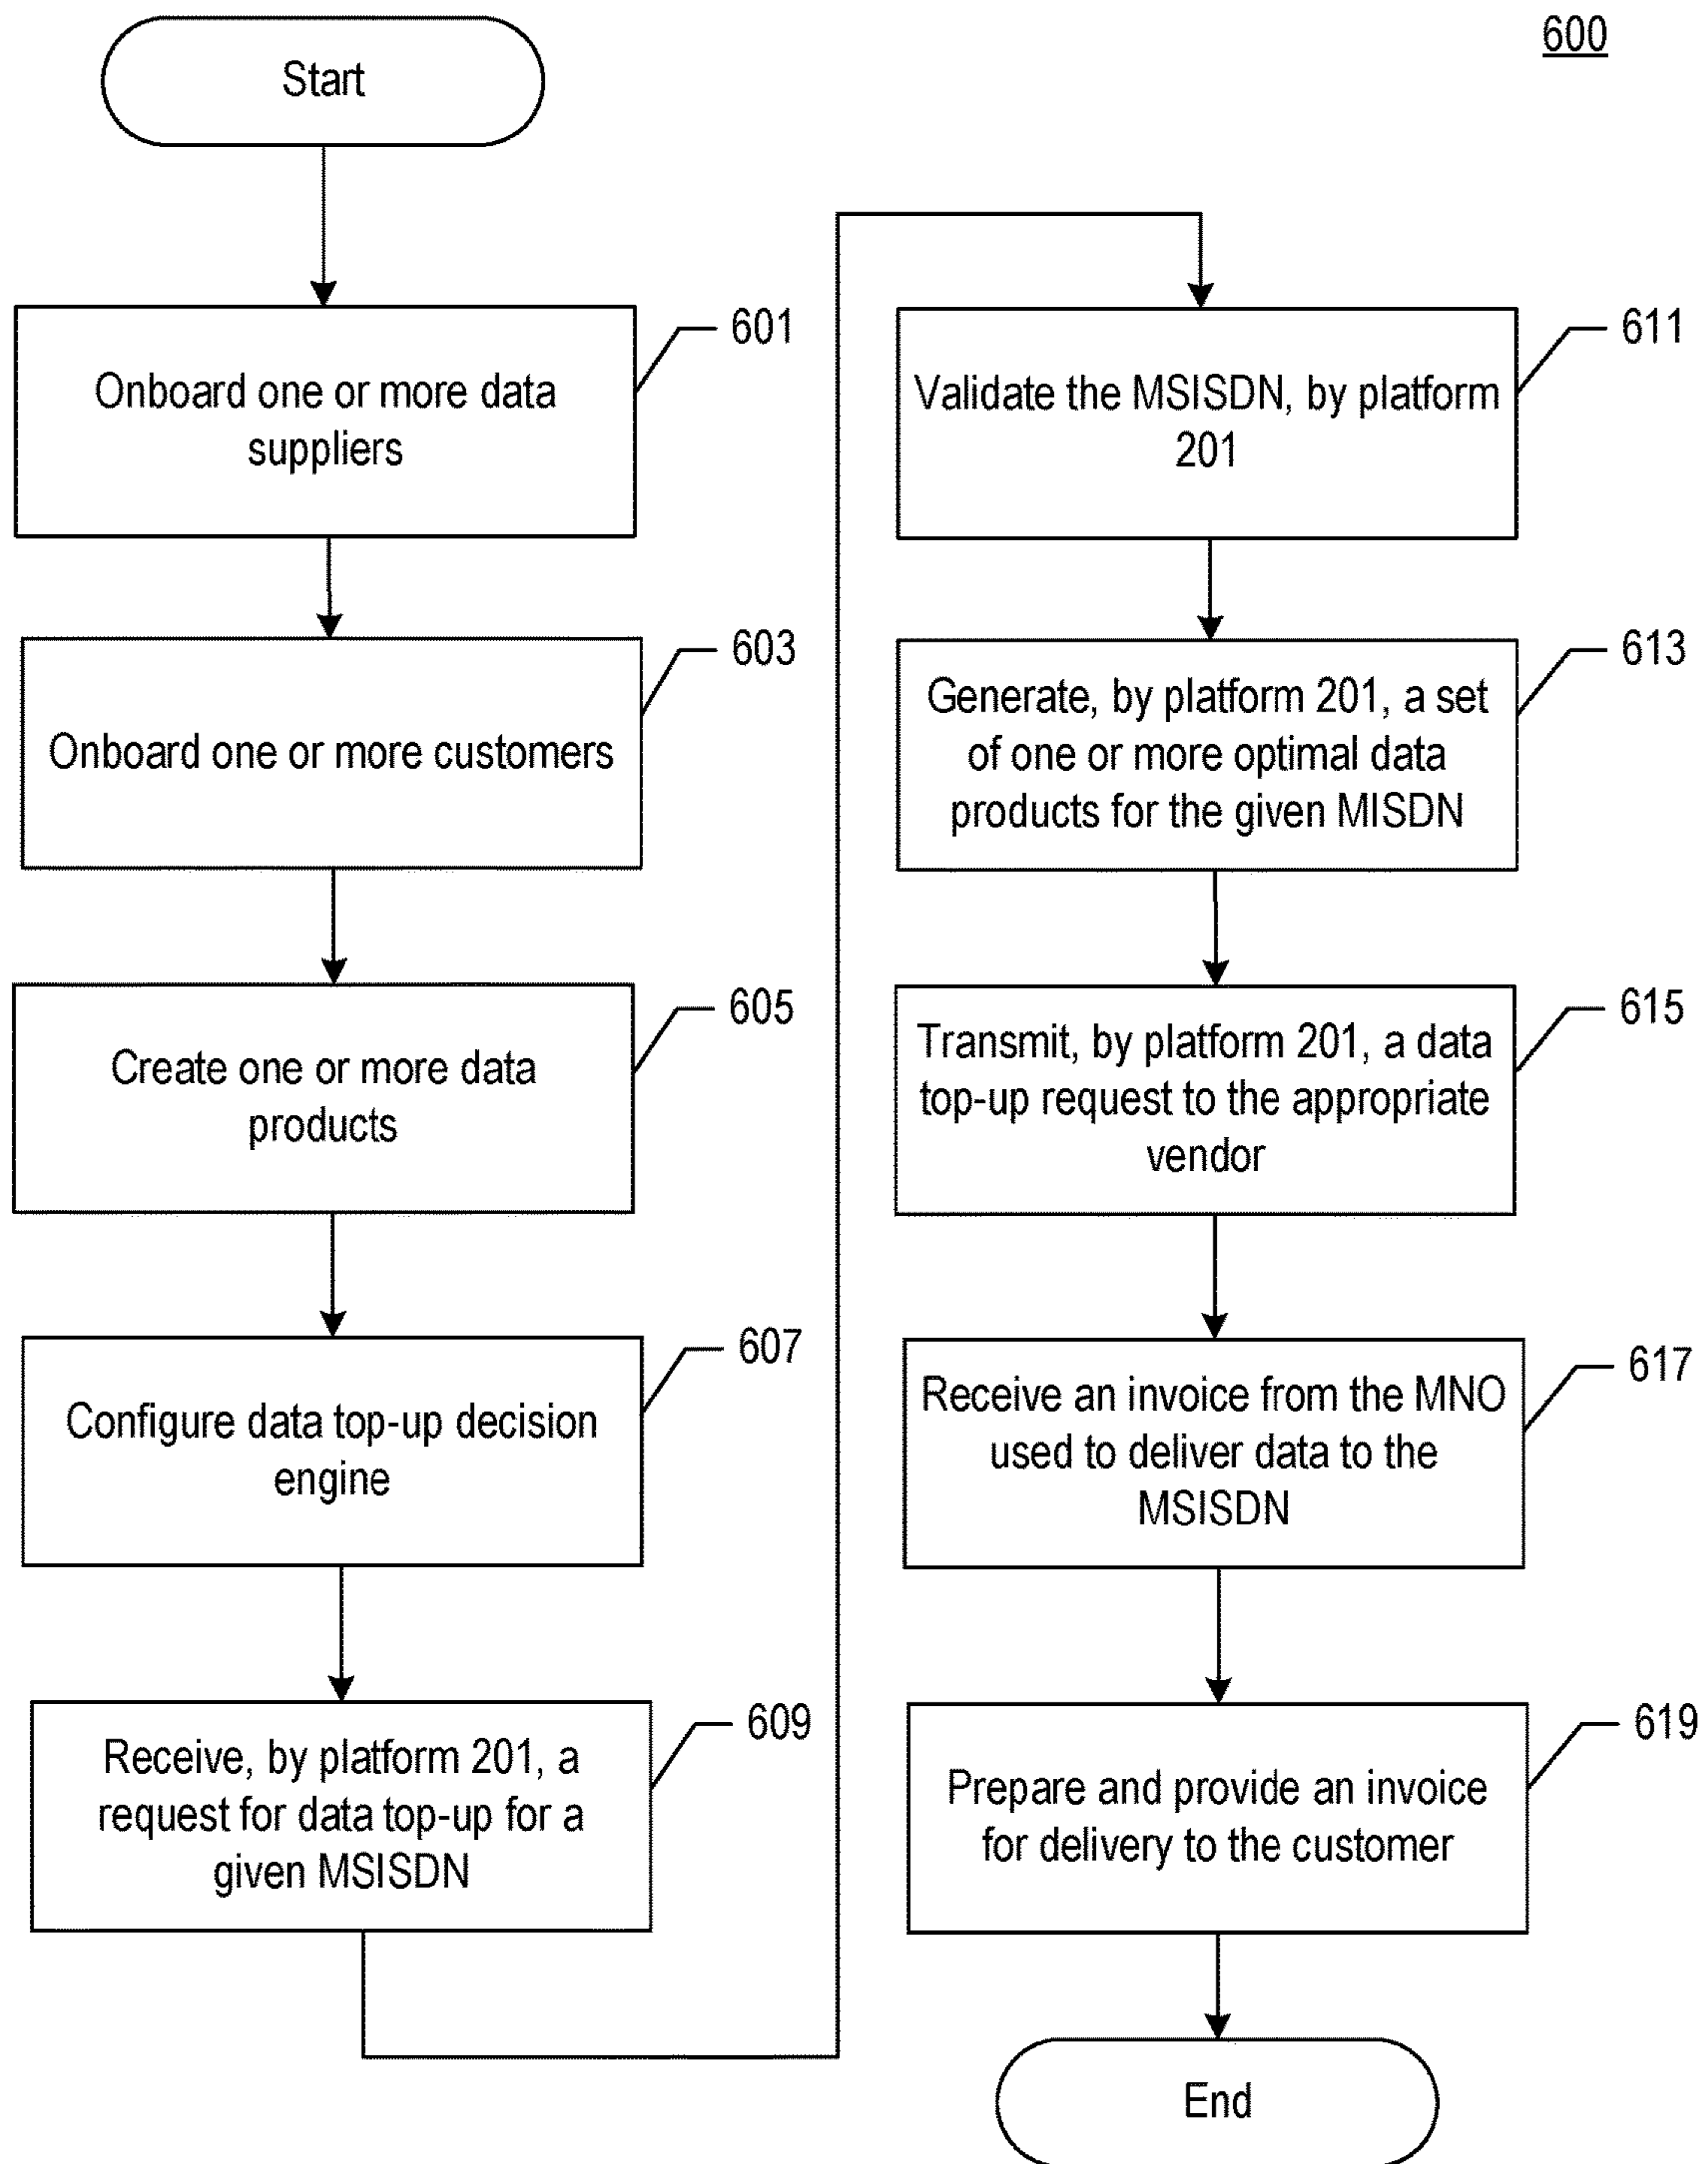 600
Start
601
Onboard one or more data
suppliers
603
Onboard one or more customers
605
Create one or more data
products
607
Configure data top-up decision
engine
609
Receive, by platform 201, a
request for data top-up for a
given MSISDN
611
Validate the MSISDN, by platform
201
613
Generate, by platform 201, a set
of one or more optimal data
products for the given MISDN
615
Transmit, by platform 201, a data
top-up request to the appropriate
vendor
617
Receive an invoice from the MNO
used to deliver data to the
MSISDN
619
Prepare and provide an invoice
for delivery to the customer
End